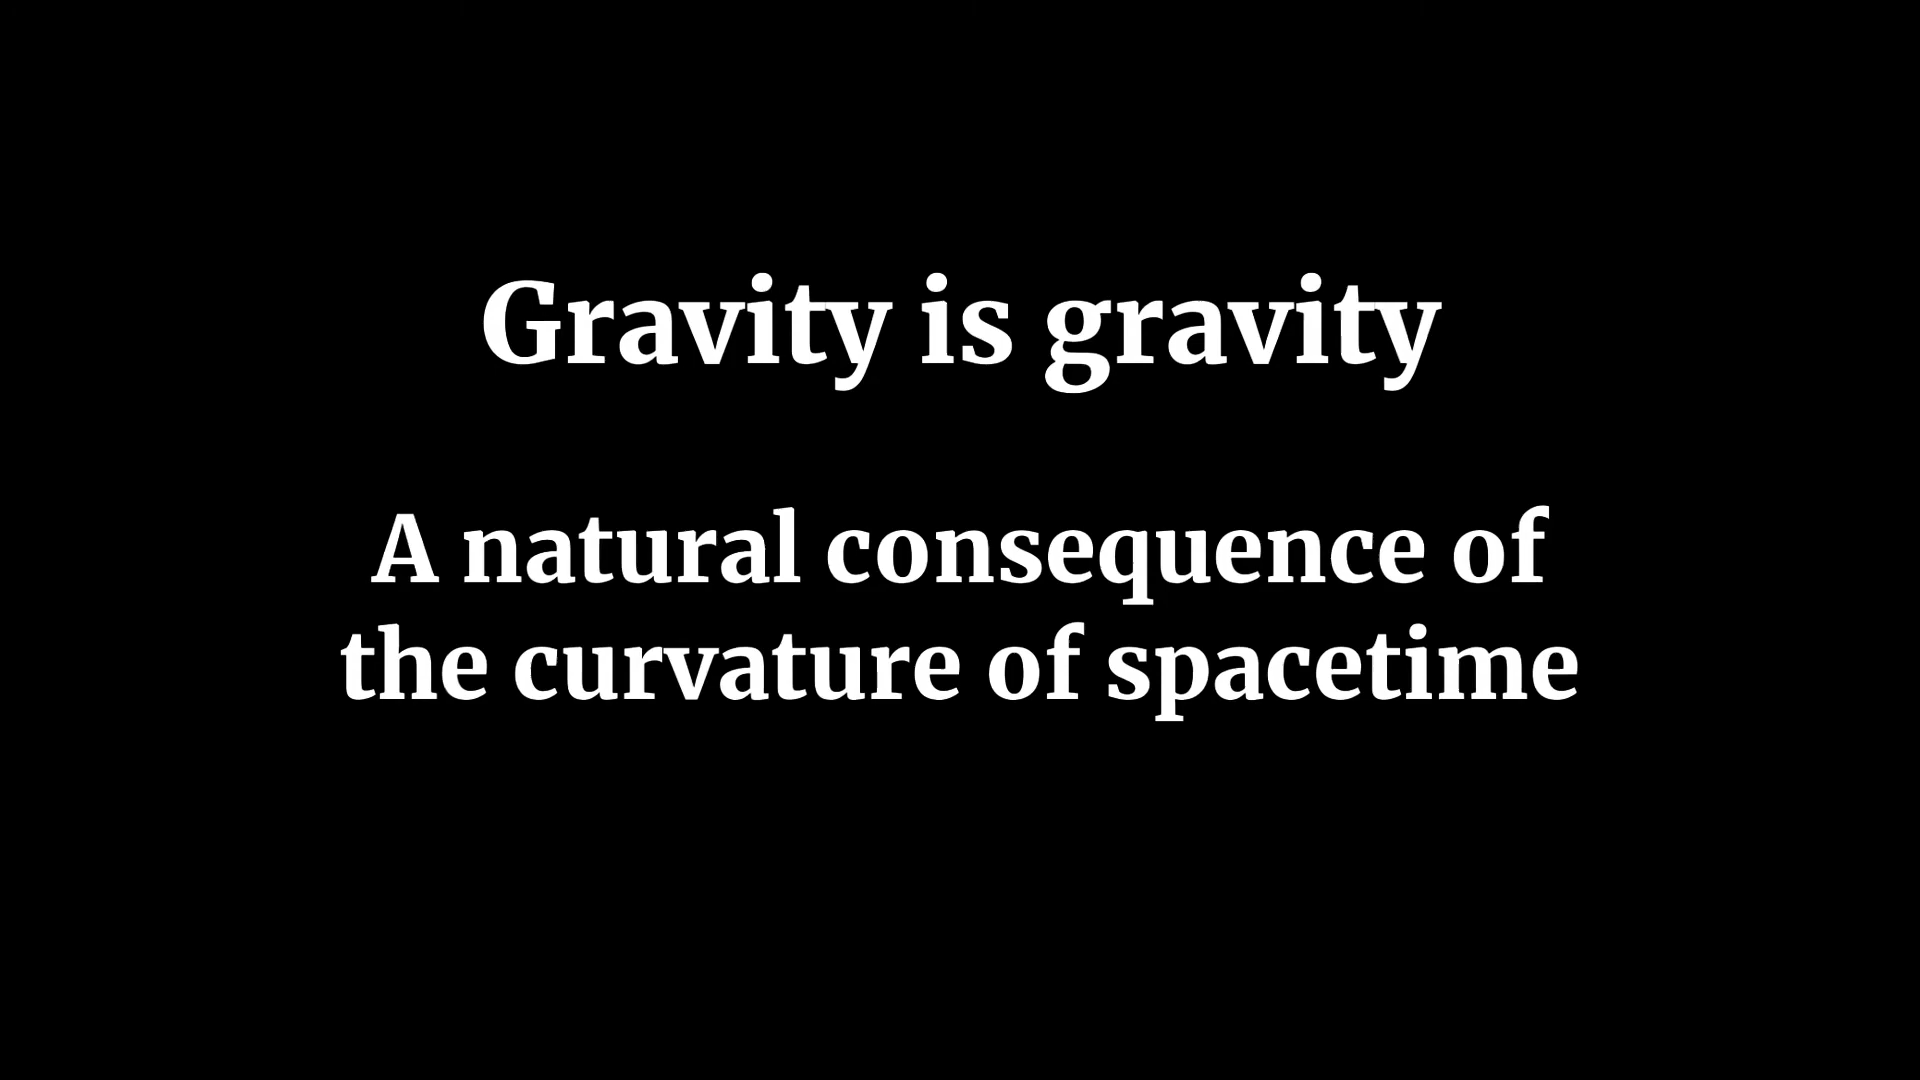 Gravity is gravity
A natural consequence of
the curvature of spacetime